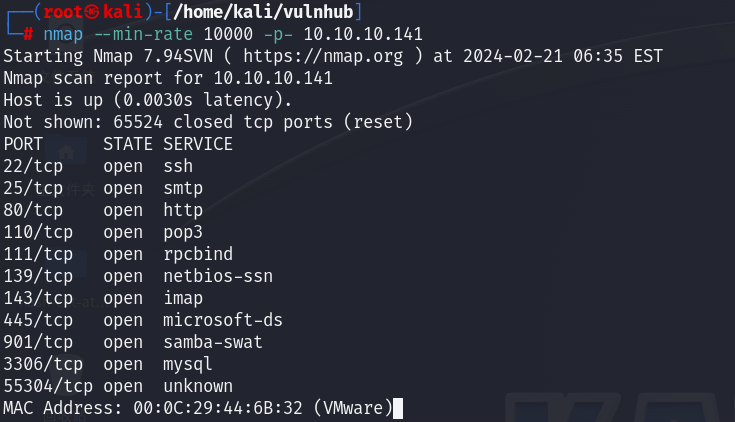 ┌──(root㉿kali)-[/home/kali/vulnhub]
└─# nmap --min-rate 10000 -p- 10.10.10.141
Starting Nmap 7.94SVN ( https://nmap.org ) at 2024-02-21 06:35 EST
Nmap scan report for 10.10.10.141
Host is up (0.0030s latency).
Not shown: 65524 closed tcp ports (reset)
PORT      STATE SERVICE
22/tcp    open  ssh
25/tcp    open  smtp
80/tcp    open  http
110/tcp   open  pop3
111/tcp   open  rpcbind
139/tcp   open  netbios-ssn
143/tcp   open  imap
445/tcp   open  microsoft-ds
901/tcp   open  samba-swat
3306/tcp  open  mysql
55304/tcp open  unknown
MAC Address: 00:0C:29:44:6B:32 (VMware)